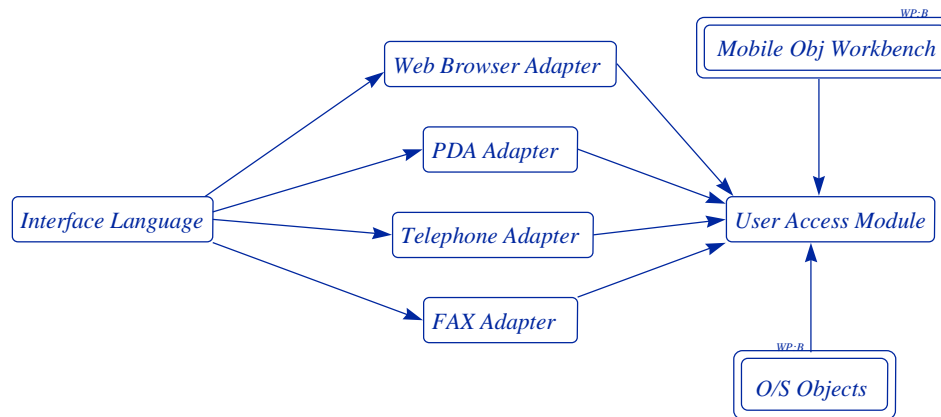 WP:B
Mobile Obj Workbench
Web Browser Adapter
PDA Adapter
Interface Language
Telephone Adapter
User Access Module
FAX Adapter
WP:B
O/S Objects